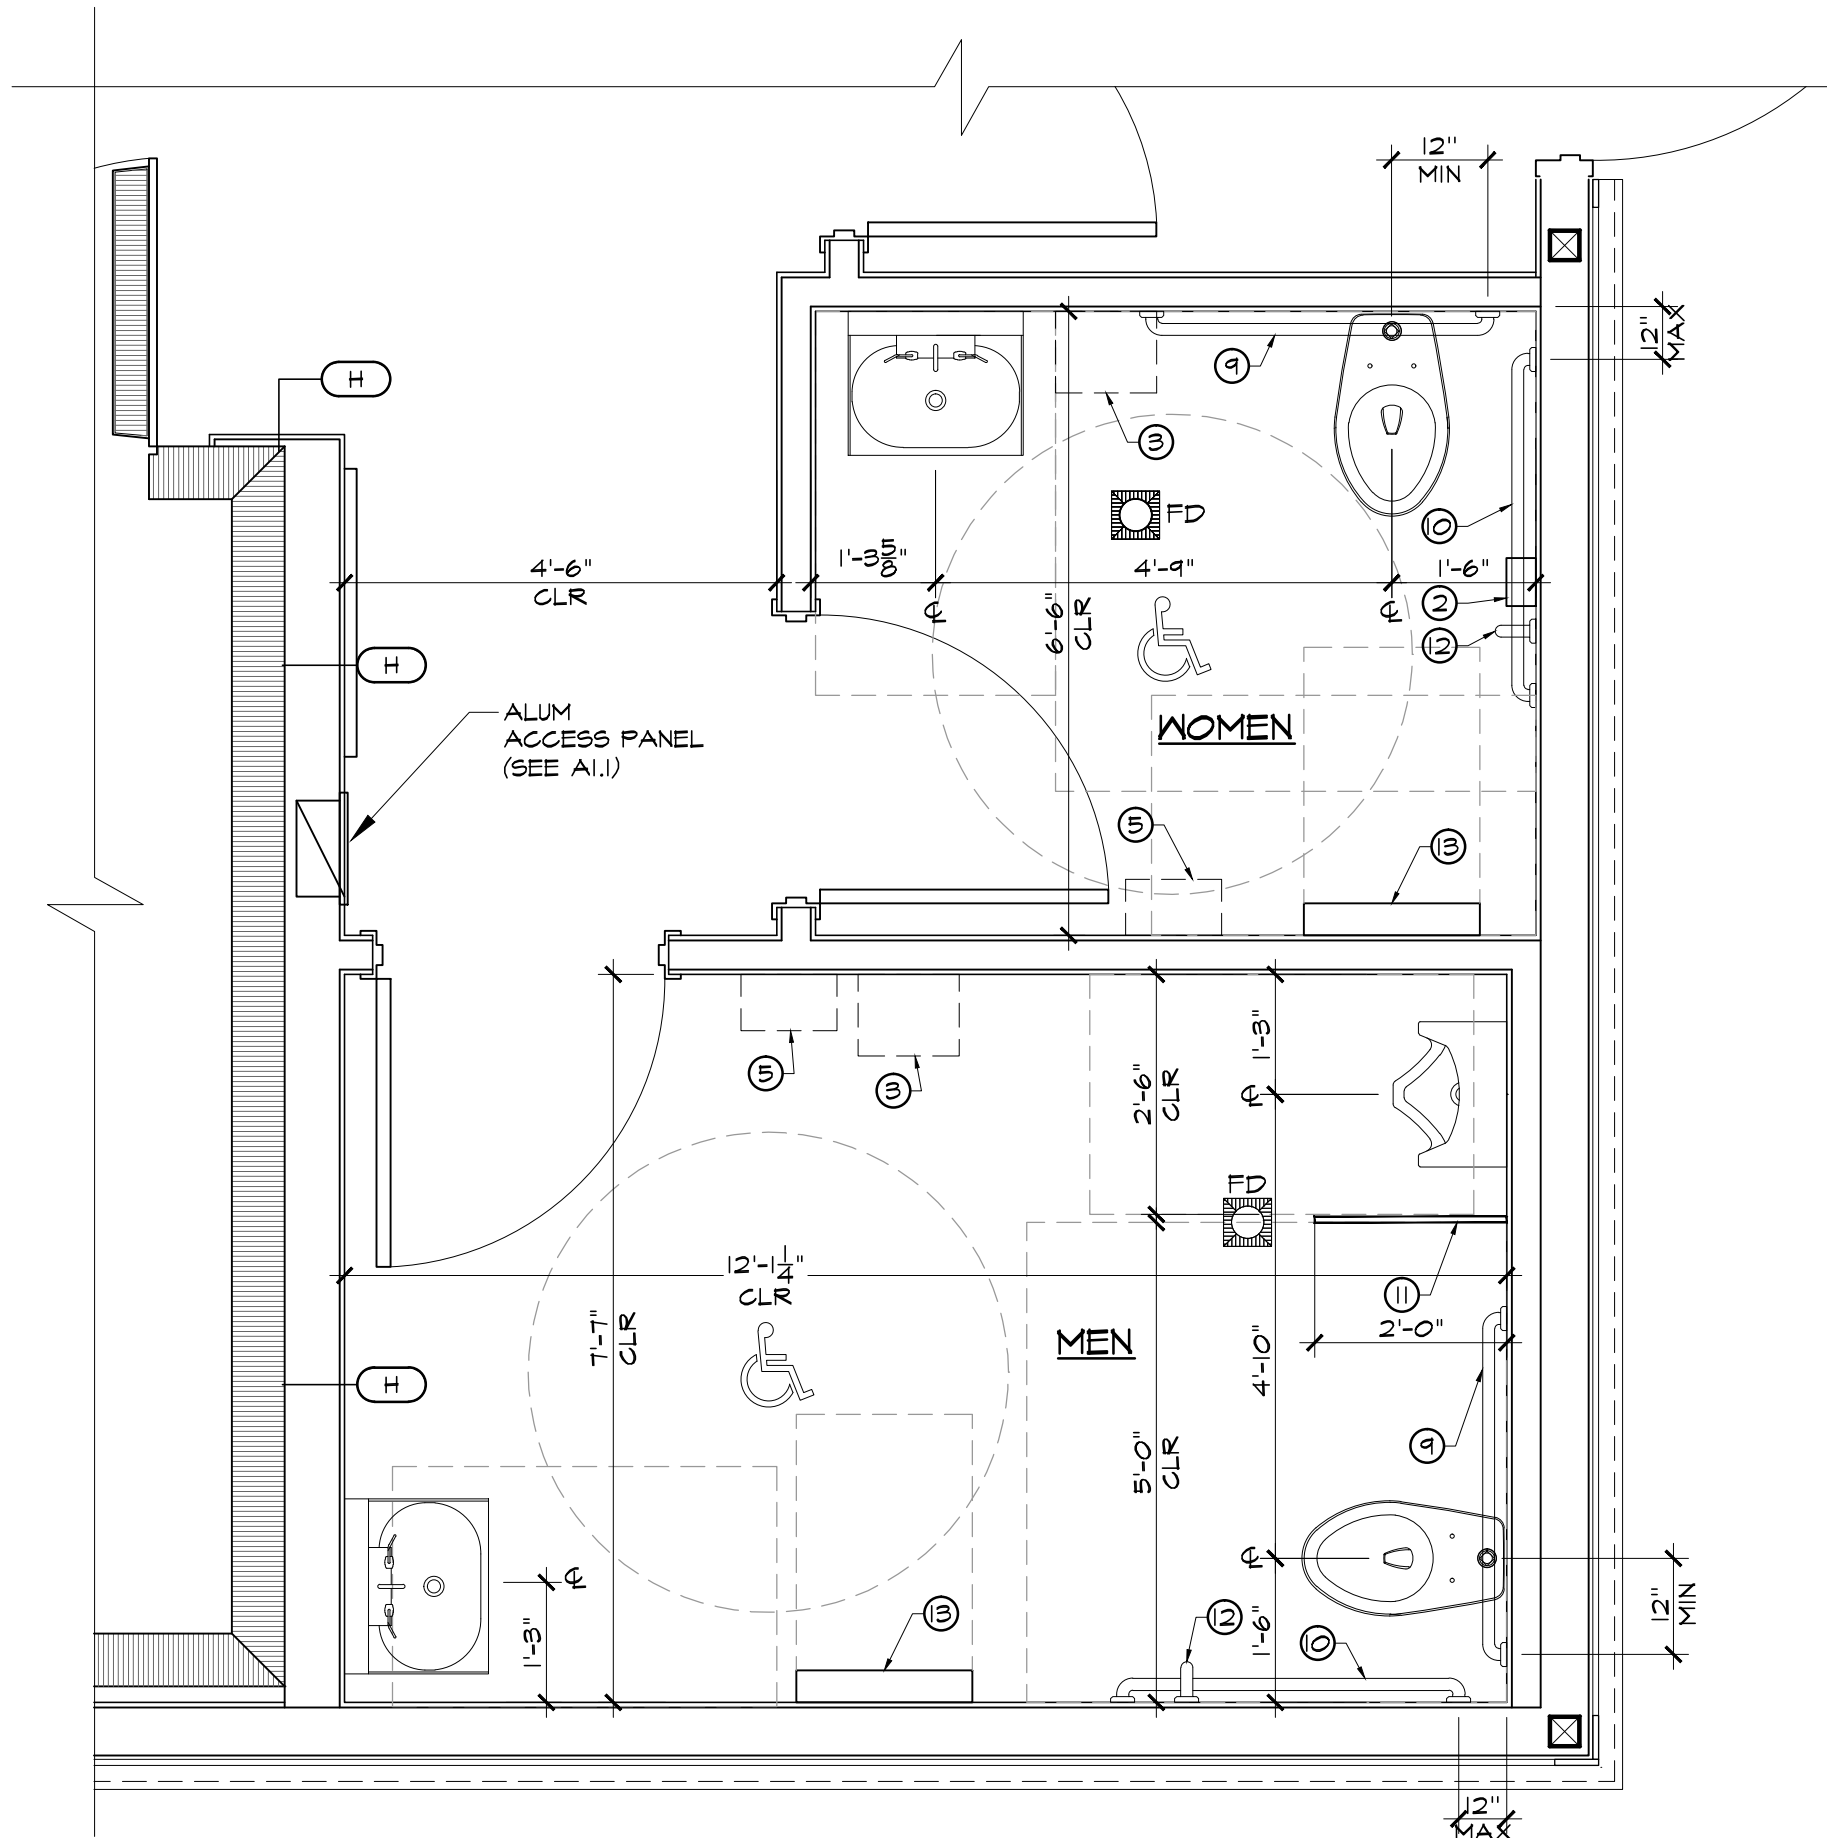 12"
MIN
12"
MAX
H
9
3
FD
10
4'-6"
CLR
1'-3 5/8"
4'-9"
1'-6"
℄
℄
2
6'-6"
CLR
12
H
ALUM
ACCESS PANEL
(SEE A1.1)
WOMEN
5
13
5
3
1'-3"
2'-6"
CLR
℄
FD
12'-1 1/4"
CLR
11
2'-0"
7'-7"
CLR
MEN
4'-10"
H
9
5'-0"
CLR
℄
℄
12"
MIN
1'-3"
13
12
1'-6"
10
12"
MAX